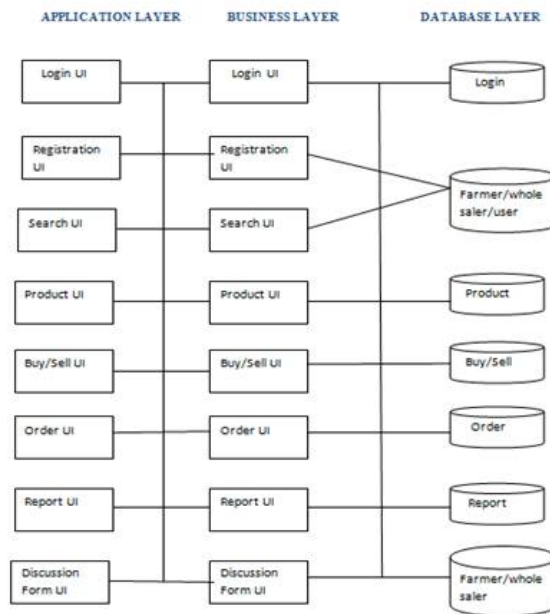 APPLICATION LAYER BUSINESS LAYER DATABASE LAYER
Login UI Login UI Login
Registration Registration
UI UI
Farmer/whole
saler/user
Search UI Search UI
Product UI Product UI Product
Buy/Sell UI Buy/Sell UI Buy/Sell
Order UI Order UI Order
Report UI Report UI Report
Discussion Discussion Farmer/whole
Form UI Form UI saler